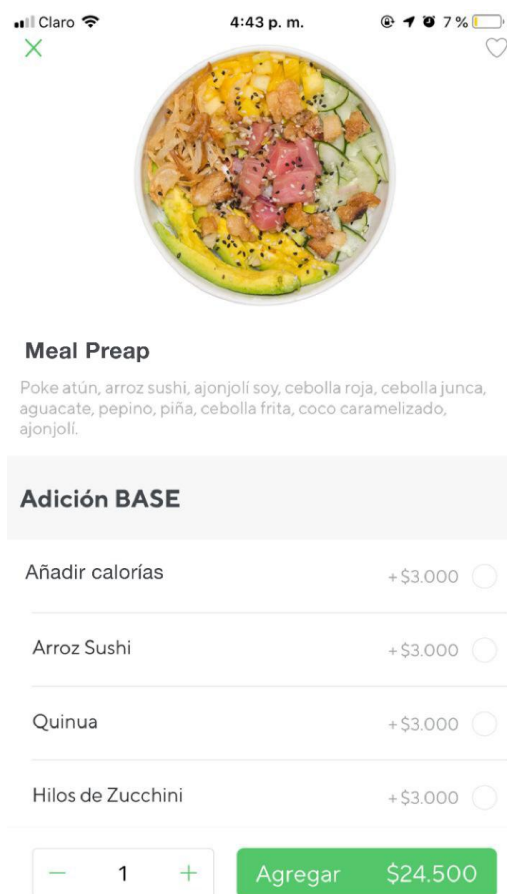 Claro 4:43 p. m. 7 %
Meal Preap
Poke atún, arroz sushi, ajonjolí soy, cebolla roja, cebolla junca,
aguacate, pepino, piña, cebolla frita, coco caramelizado,
ajonjolí.
Adición BASE
Añadir calorías +$3.000
Arroz Sushi +$3.000
Quinua +$3.000
Hilos de Zucchini +$3.000
− 1 + Agregar $24.500